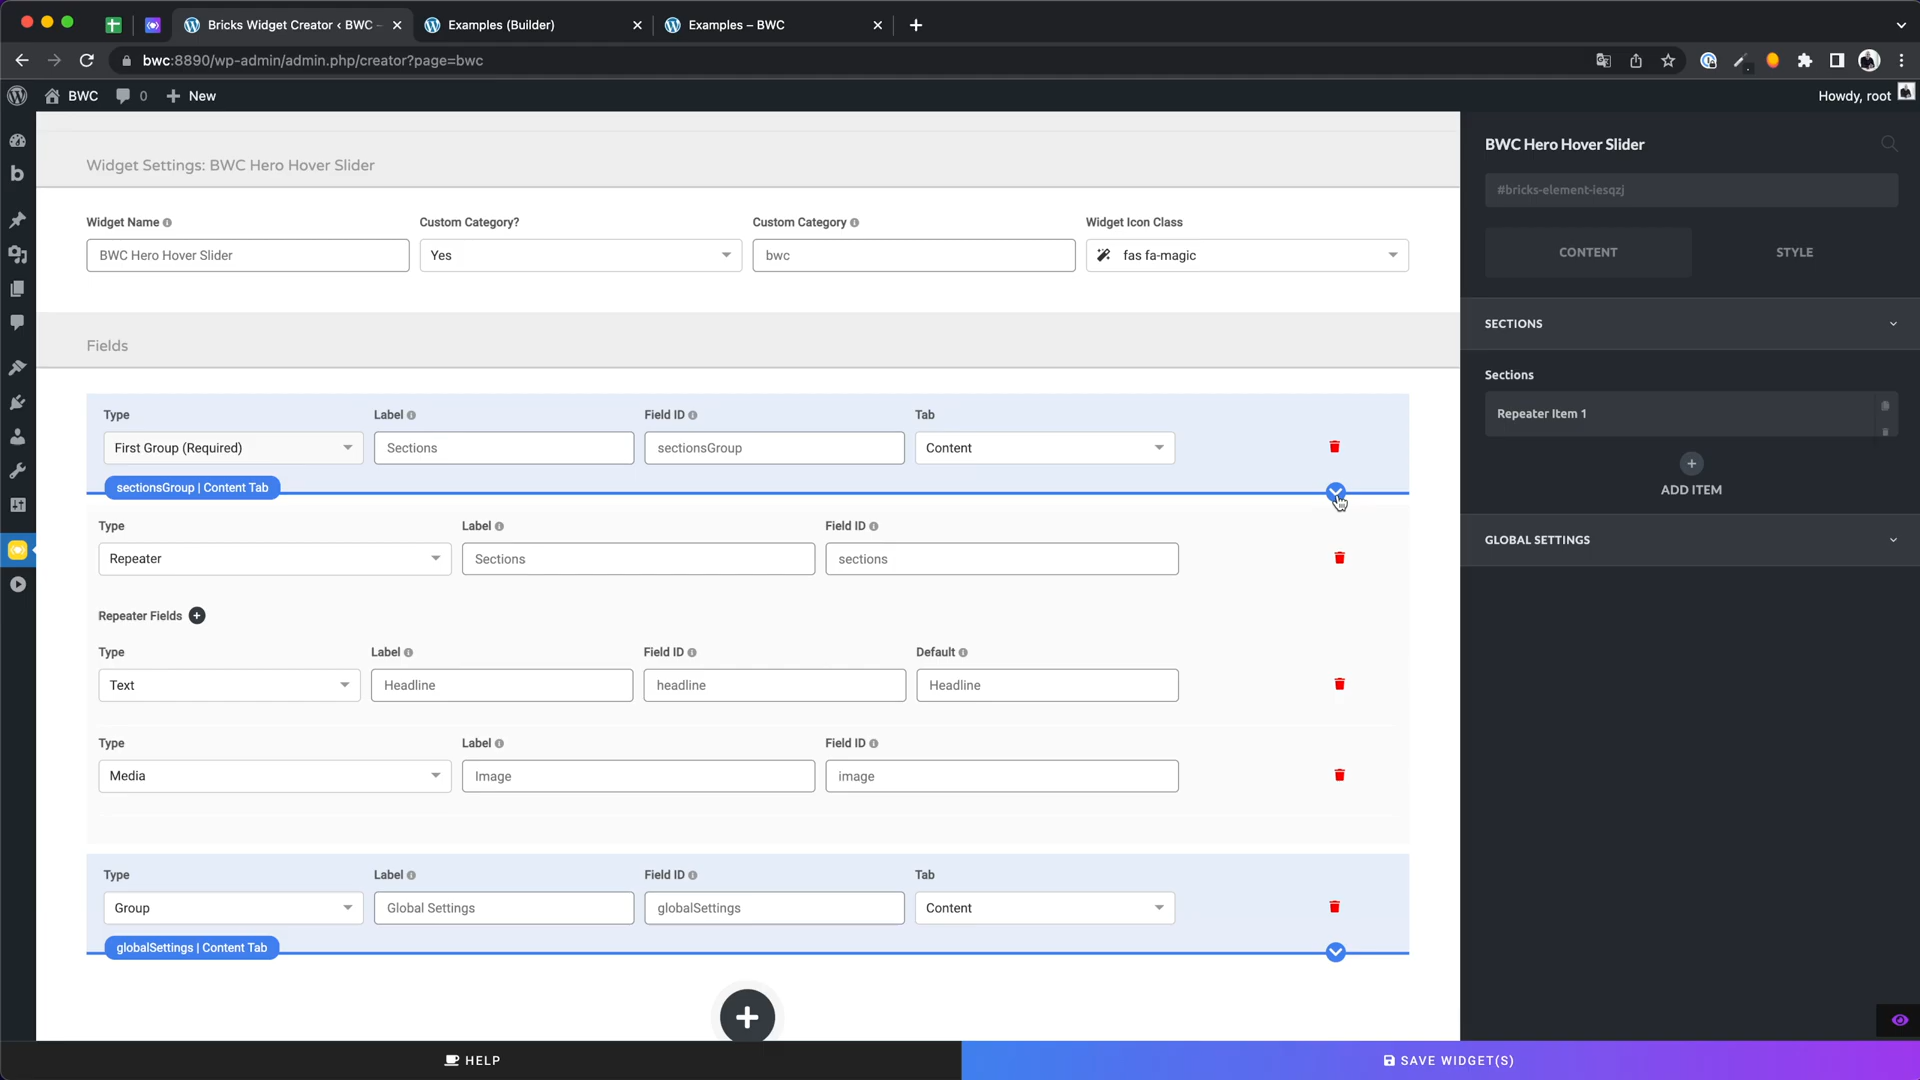 Bricks Widget Creator ‹ BWC –
Examples (Builder)
Examples – BWC
bwc:8890/wp-admin/admin.php/creator?page=bwc
BWC
0
New
Howdy, root
Widget Settings: BWC Hero Hover Slider
Widget Name
Custom Category?
Custom Category
Widget Icon Class
BWC Hero Hover Slider
Yes
bwc
fas fa-magic
Fields
Type
Label
Field ID
Tab
First Group (Required)
Sections
sectionsGroup
Content
sectionsGroup | Content Tab
Type
Label
Field ID
Repeater
Sections
sections
Repeater Fields
Type
Label
Field ID
Default
Text
Headline
headline
Headline
Type
Label
Field ID
Media
Image
image
Type
Label
Field ID
Tab
Group
Global Settings
globalSettings
Content
globalSettings | Content Tab
BWC Hero Hover Slider
#bricks-element-iesqzj
CONTENT
STYLE
SECTIONS
Sections
Repeater Item 1
ADD ITEM
GLOBAL SETTINGS
HELP
SAVE WIDGET(S)